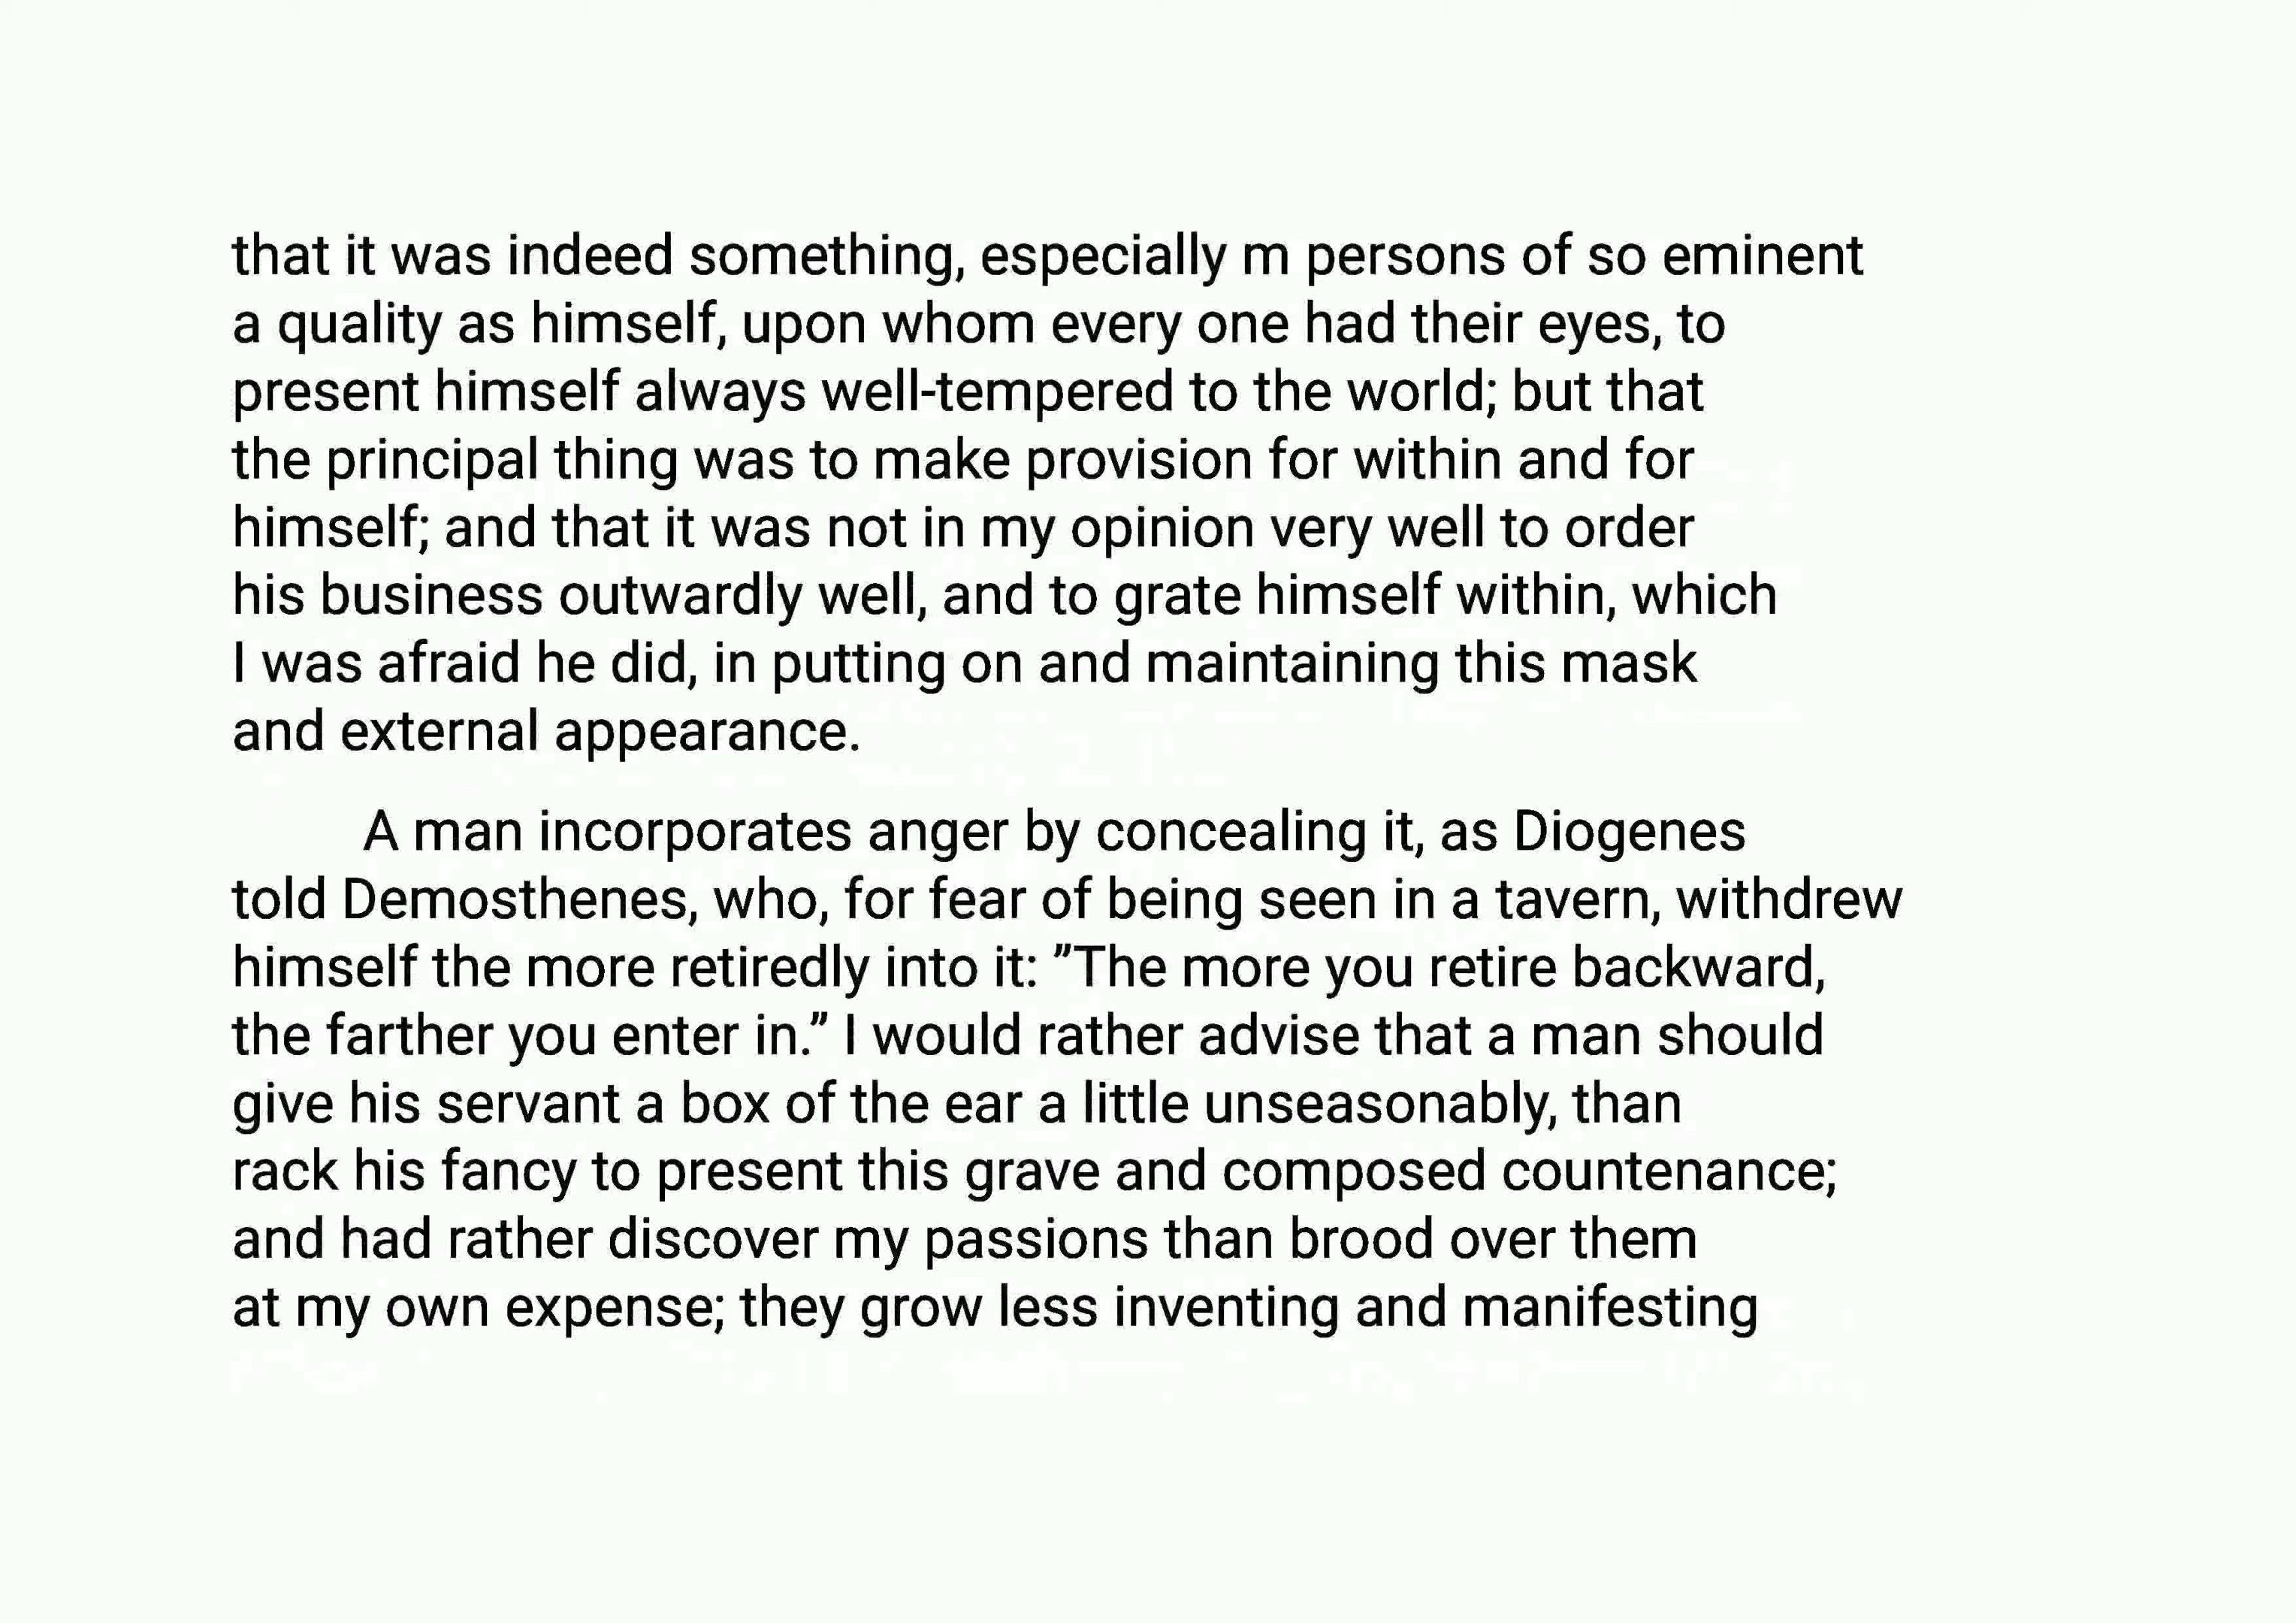 that it was indeed something, especially m persons of so eminent
a quality as himself, upon whom every one had their eyes, to
present himself always well-tempered to the world; but that
the principal thing was to make provision for within and for
himself; and that it was not in my opinion very well to order
his business outwardly well, and to grate himself within, which
I was afraid he did, in putting on and maintaining this mask
and external appearance.
A man incorporates anger by concealing it, as Diogenes
told Demosthenes, who, for fear of being seen in a tavern, withdrew
himself the more retiredly into it: ”The more you retire backward,
the farther you enter in.” I would rather advise that a man should
give his servant a box of the ear a little unseasonably, than
rack his fancy to present this grave and composed countenance;
and had rather discover my passions than brood over them
at my own expense; they grow less inventing and manifesting